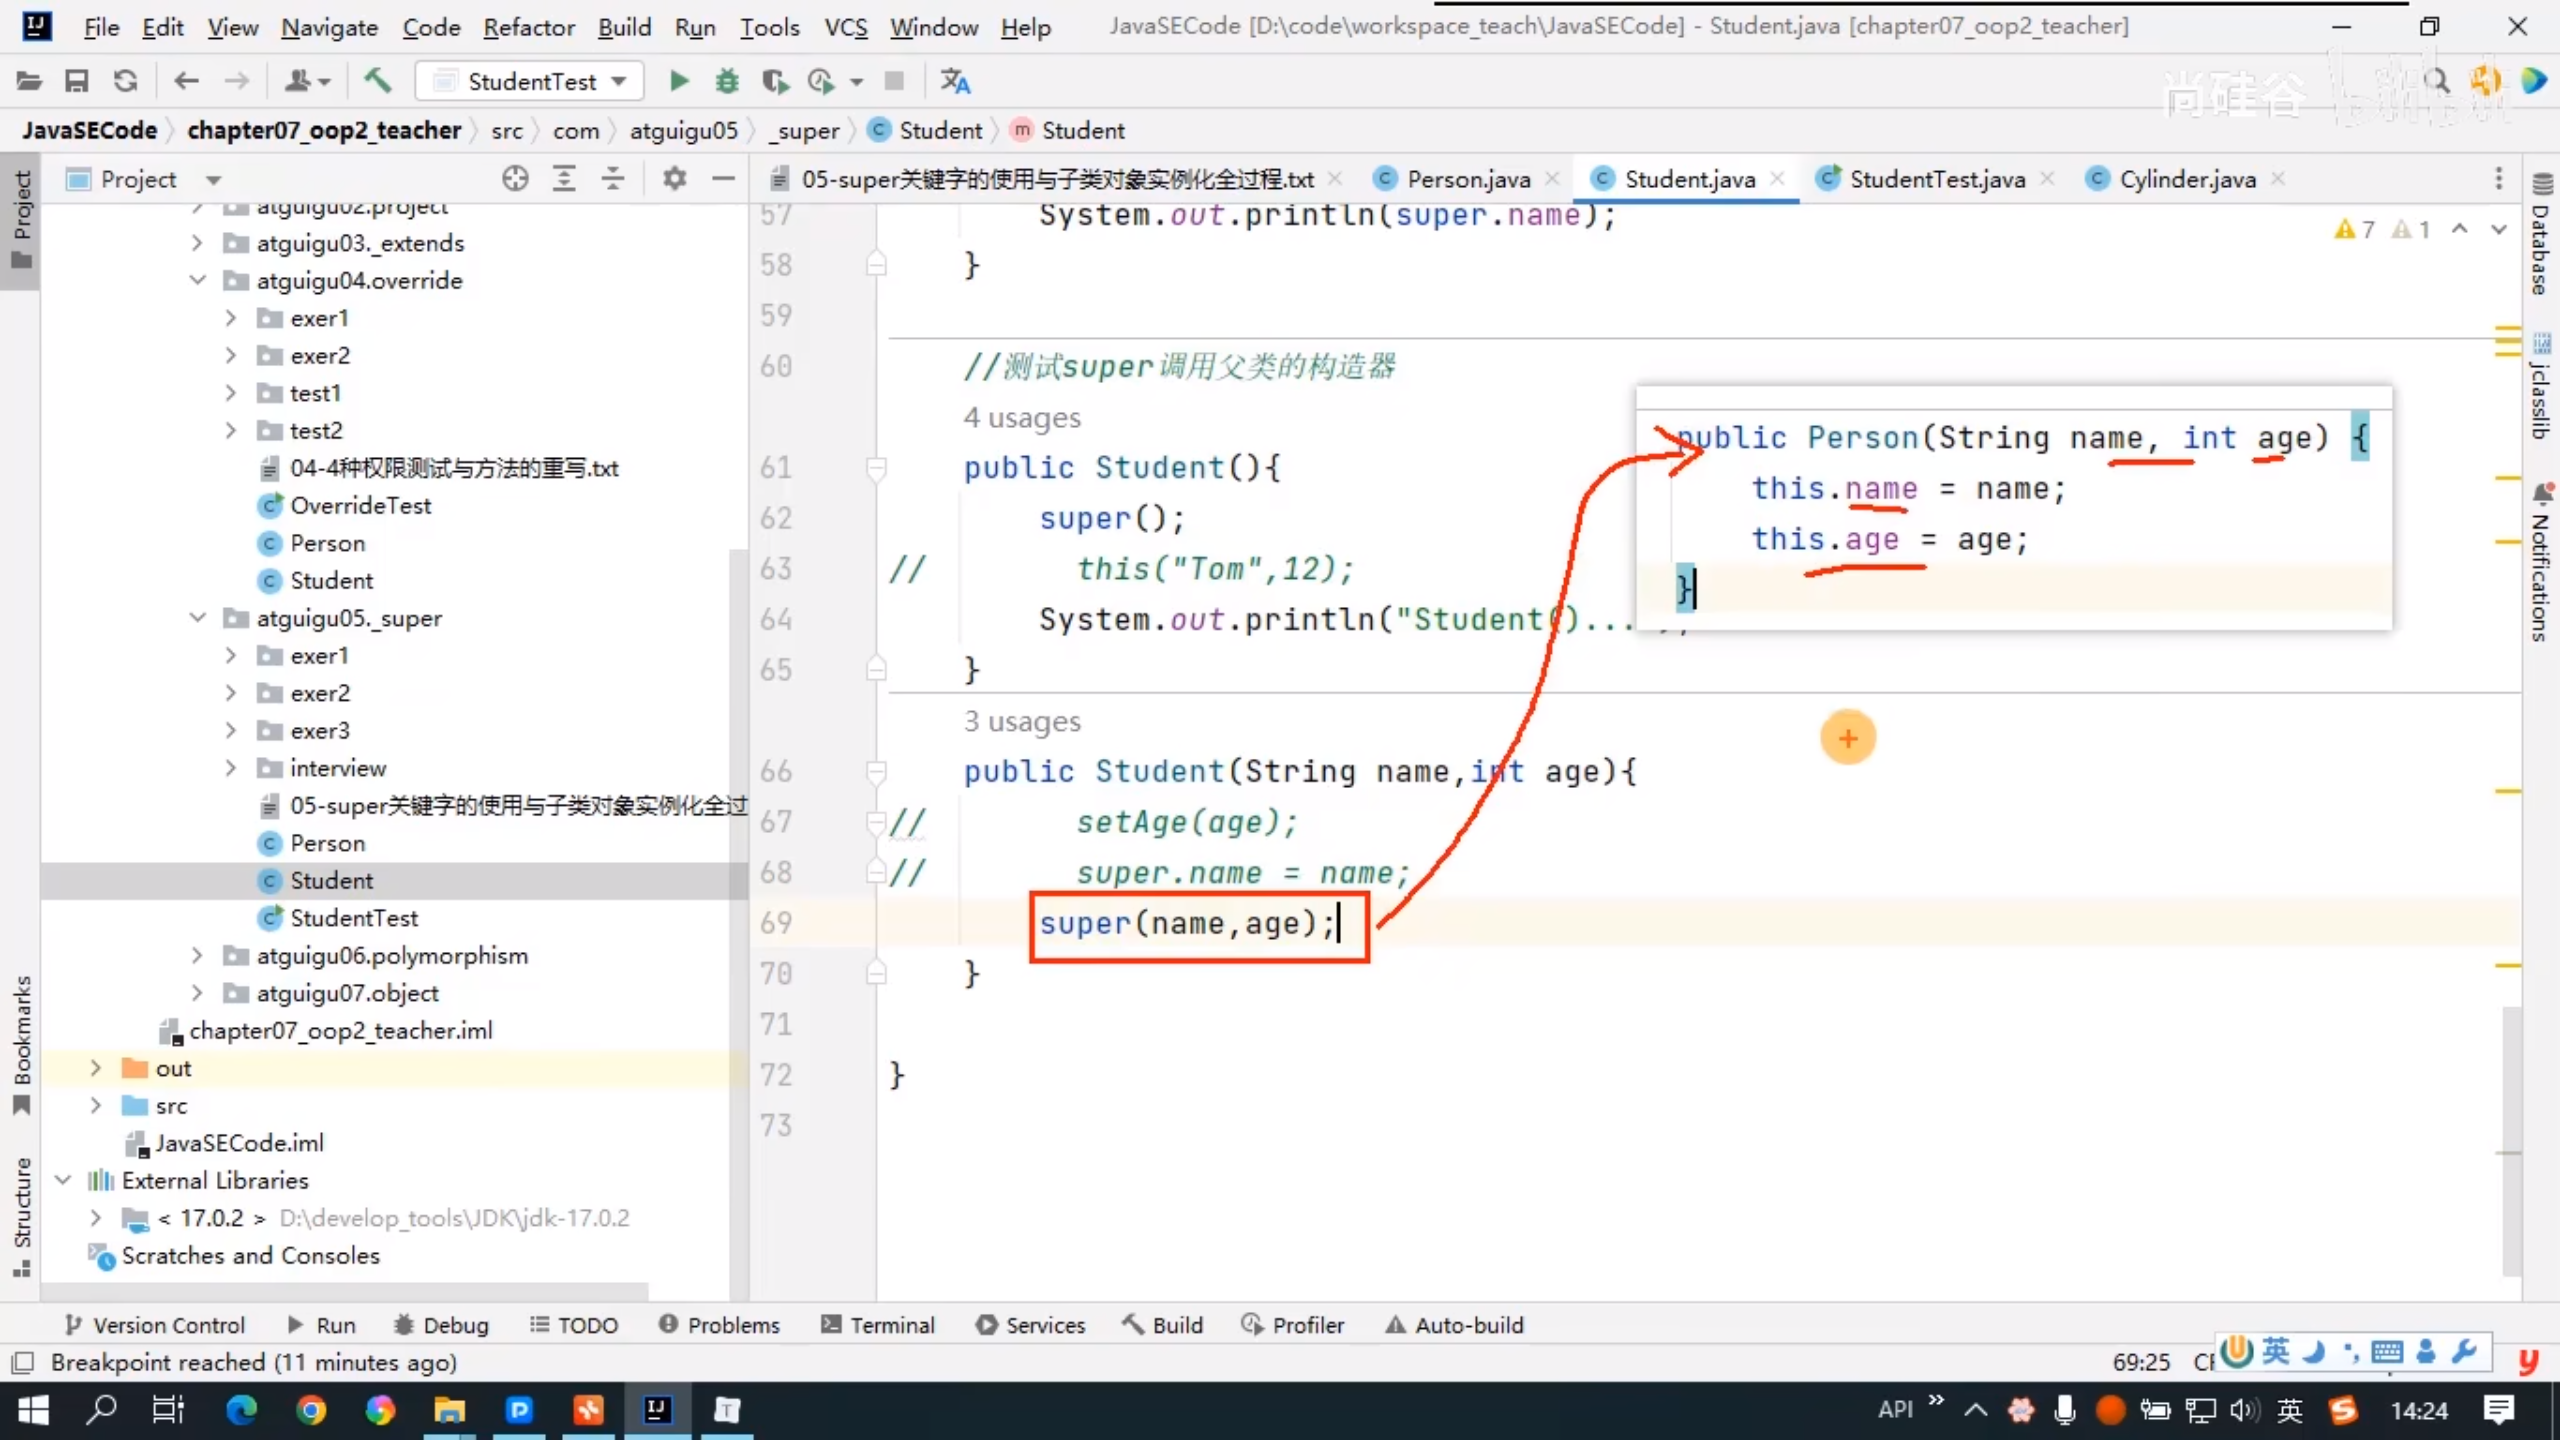 File Edit View Navigate Code Refactor Build Run Tools VCS Window Help JavaSECode [D:\code\workspace_teach\JavaSECode] - Student.java [chapter07_oop2_teacher]
StudentTest
尚硅谷
JavaSECode chapter07_oop2_teacher src com atguigu05 _super Student Student
Project
Project
05-super关键字的使用与子类对象实例化全过程.txt Person.java Student.java StudentTest.java Cylinder.java
atguigu02.project
atguigu03._extends
atguigu04.override
exer1
exer2
test1
test2
04-4种权限测试与方法的重写.txt
OverrideTest
Person
Student
atguigu05._super
exer1
exer2
exer3
interview
05-super关键字的使用与子类对象实例化全过
Person
Student
StudentTest
atguigu06.polymorphism
atguigu07.object
chapter07_oop2_teacher.iml
out
src
JavaSECode.iml
External Libraries
< 17.0.2 > D:\develop_tools\JDK\jdk-17.0.2
Scratches and Consoles
Bookmarks
Structure
57 System.out.println(super.name);
7 1
58 }
59
60 //测试super调用父类的构造器
4 usages
61 public Student(){
62 super();
63 // this("Tom",12);
64 System.out.println("Student()...
65 }
3 usages
66 public Student(String name,int age){
67 // setAge(age);
68 // super.name = name;
69 super(name,age);
70 }
71
72 }
73
public Person(String name, int age) {
this.name = name;
this.age = age;
}
Database
jclasslib
Notifications
Version Control Run Debug TODO Problems Terminal Services Build Profiler Auto-build
Breakpoint reached (11 minutes ago)
69:25
英
API
英
14:24